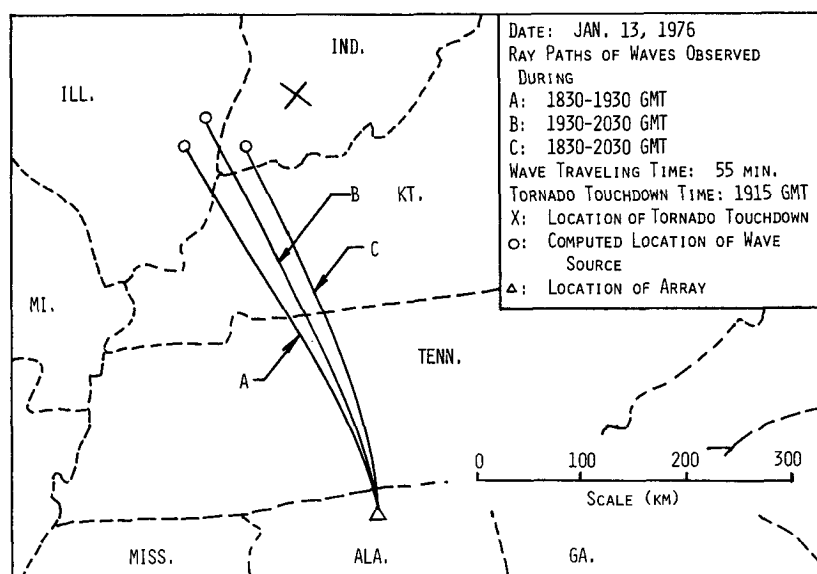 DATE: JAN. 13, 1976
RAY PATHS OF WAVES OBSERVED
DURING
A: 1830-1930 GMT
B: 1930-2030 GMT
C: 1830-2030 GMT
WAVE TRAVELING TIME: 55 MIN.
TORNADO TOUCHDOWN TIME: 1915 GMT
X: LOCATION OF TORNADO TOUCHDOWN
O: COMPUTED LOCATION OF WAVE
SOURCE
△: LOCATION OF ARRAY
IND.
ILL.
B
KT.
C
MI.
A
TENN.
0 100 200 300
SCALE (KM)
MISS.
ALA.
GA.